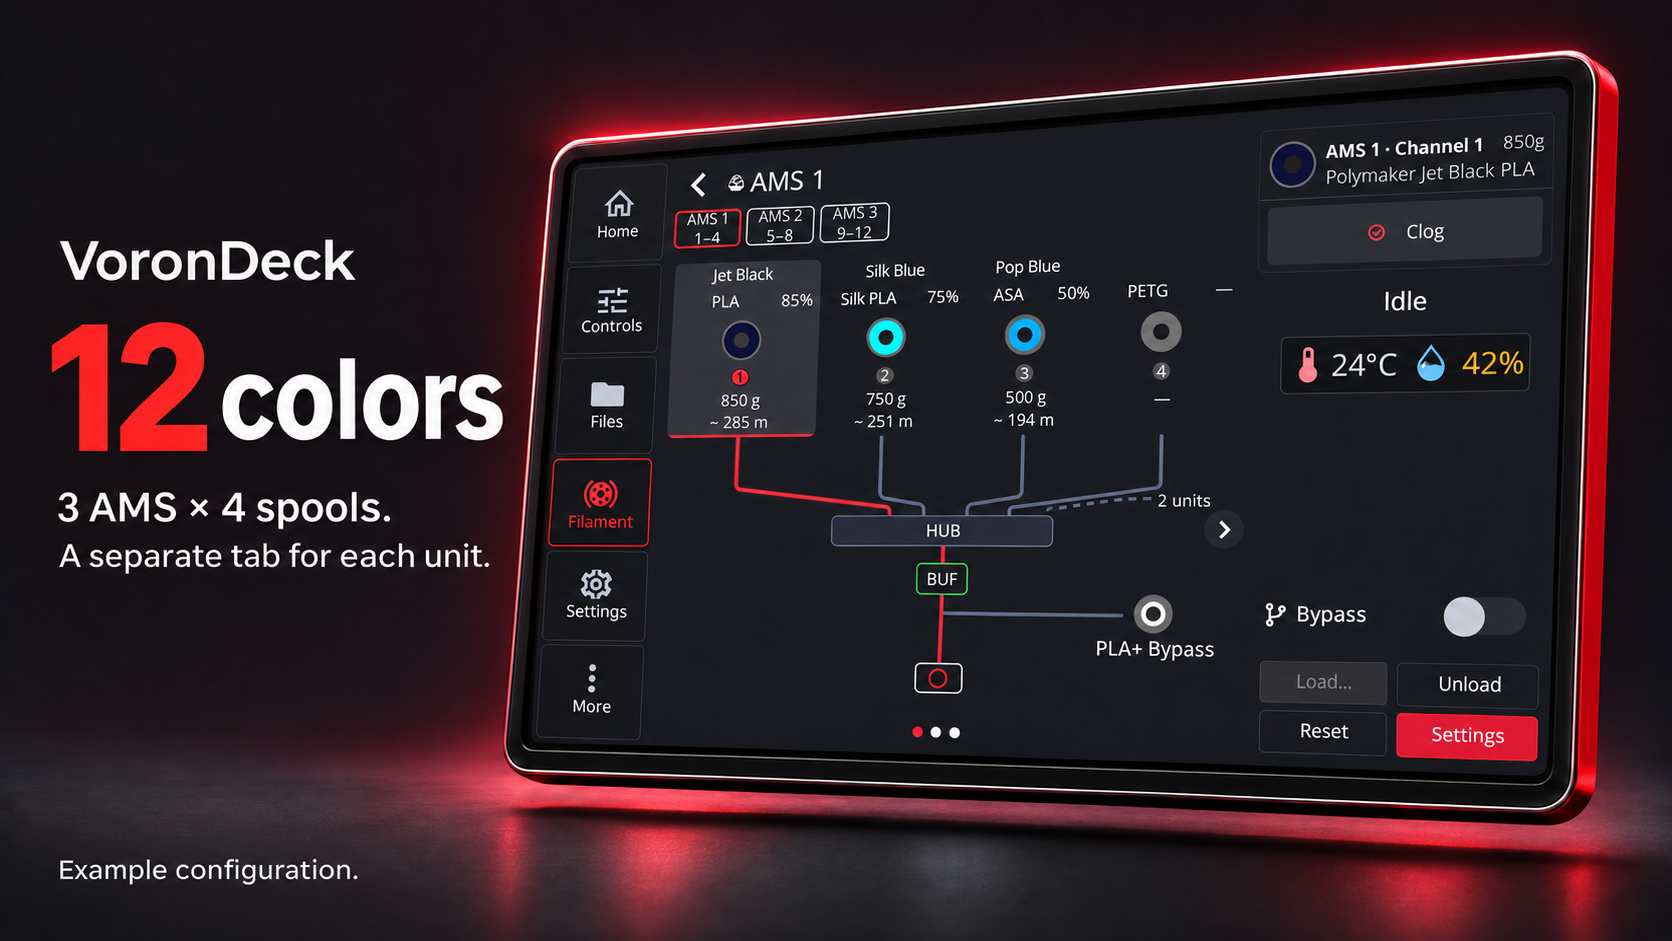 VoronDeck
12 colors
3 AMS × 4 spools.
A separate tab for each unit.
Example configuration.
Home
Controls
Files
Filament
Settings
More
AMS 1
AMS 1
1–4
AMS 2
5–8
AMS 3
9–12
Jet Black
PLA 85%
1
850 g
~ 285 m
Silk Blue
Silk PLA 75%
2
750 g
~ 251 m
Pop Blue
ASA 50%
3
500 g
~ 194 m
PETG —
4
—
2 units
HUB
BUF
PLA+ Bypass
AMS 1 · Channel 1 850g
Polymaker Jet Black PLA
Clog
Idle
24°C 42%
Bypass
Load...
Unload
Reset
Settings